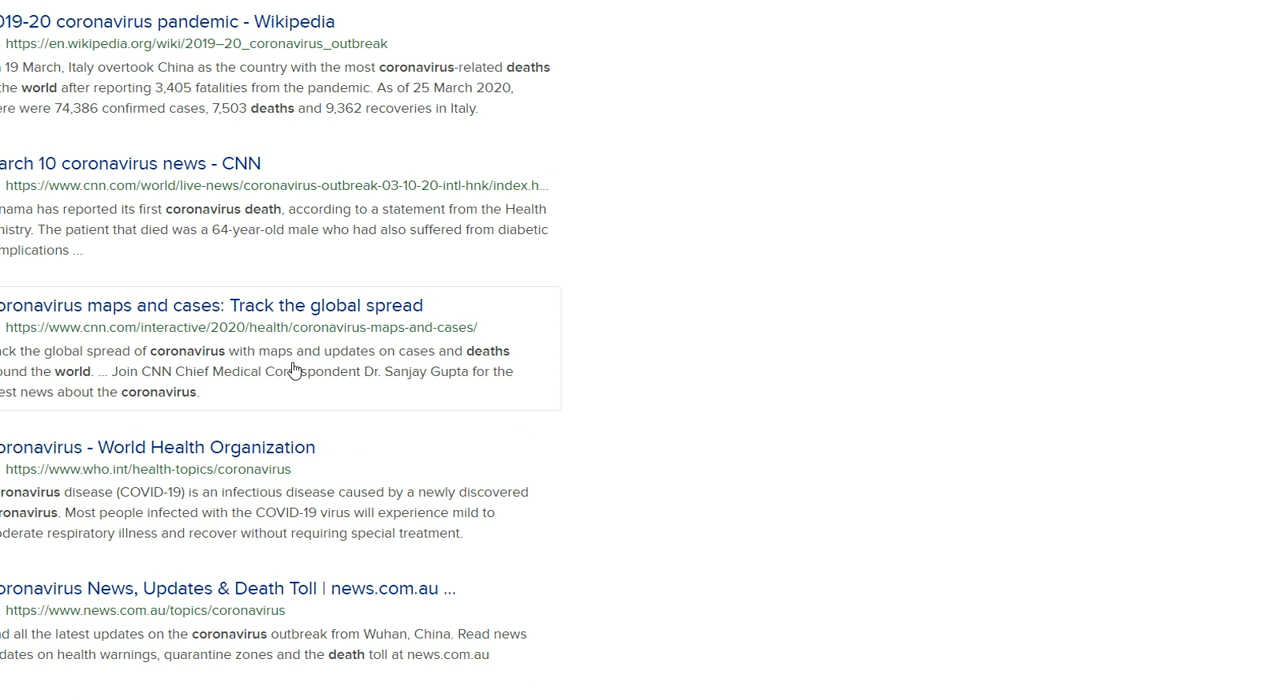 019-20 coronavirus pandemic - Wikipedia
https://en.wikipedia.org/wiki/2019–20_coronavirus_outbreak
19 March, Italy overtook China as the country with the most coronavirus-related deaths
the world after reporting 3,405 fatalities from the pandemic. As of 25 March 2020,
ere were 74,386 confirmed cases, 7,503 deaths and 9,362 recoveries in Italy.
arch 10 coronavirus news - CNN
https://www.cnn.com/world/live-news/coronavirus-outbreak-03-10-20-intl-hnk/index.h...
nama has reported its first coronavirus death, according to a statement from the Health
nistry. The patient that died was a 64-year-old male who had also suffered from diabetic
mplications ...
oronavirus maps and cases: Track the global spread
https://www.cnn.com/interactive/2020/health/coronavirus-maps-and-cases/
ack the global spread of coronavirus with maps and updates on cases and deaths
ound the world. ... Join CNN Chief Medical Correspondent Dr. Sanjay Gupta for the
est news about the coronavirus.
oronavirus - World Health Organization
https://www.who.int/health-topics/coronavirus
ronavirus disease (COVID-19) is an infectious disease caused by a newly discovered
ronavirus. Most people infected with the COVID-19 virus will experience mild to
oderate respiratory illness and recover without requiring special treatment.
oronavirus News, Updates & Death Toll | news.com.au ...
https://www.news.com.au/topics/coronavirus
d all the latest updates on the coronavirus outbreak from Wuhan, China. Read news
dates on health warnings, quarantine zones and the death toll at news.com.au